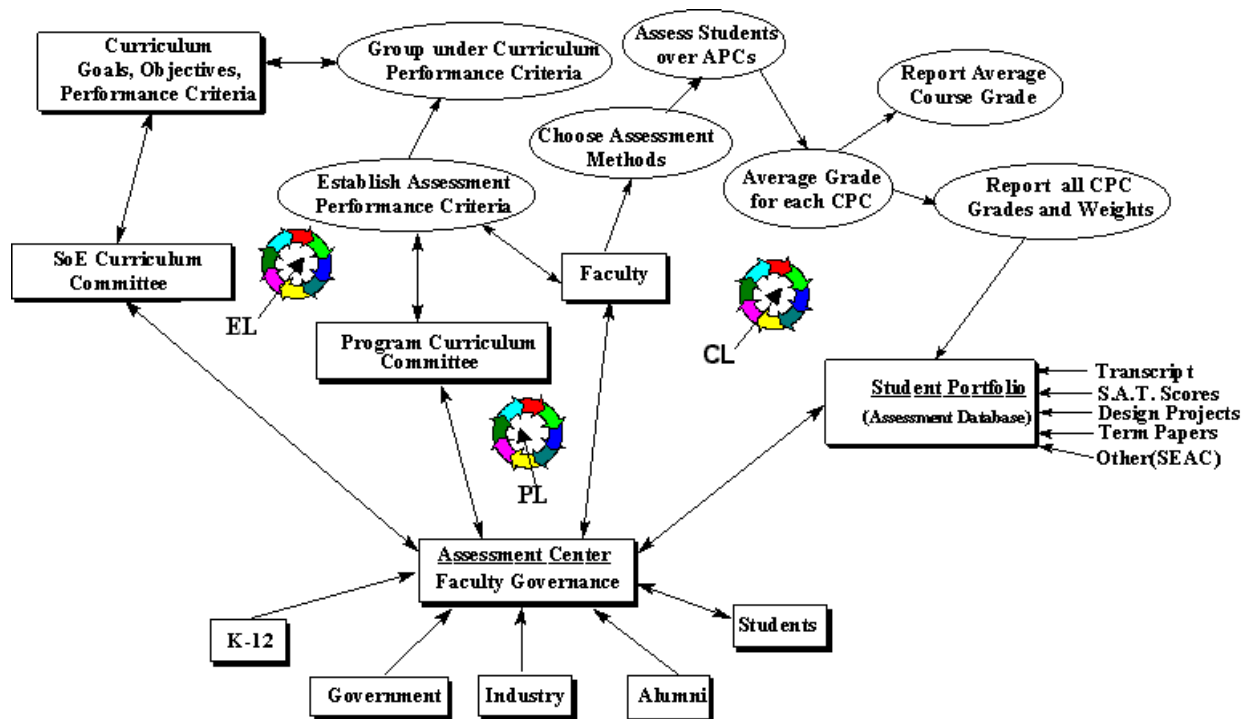 Curriculum
Goals, Objectives,
Performance Criteria
Group under Curriculum
Performance Criteria
Assess Students
over APCs
Report Average
Course Grade
Choose Assessment
Methods
Establish Assessment
Performance Criteria
Average Grade
for each CPC
Report all CPC
Grades and Weights
SoE Curriculum
Committee
Faculty
EL
CL
Program Curriculum
Committee
Student Portfolio
(Assessment Database)
Transcript
S.A.T. Scores
Design Projects
Term Papers
Other(SEAC)
PL
Assessment Center
Faculty Governance
K-12
Students
Government
Industry
Alumni